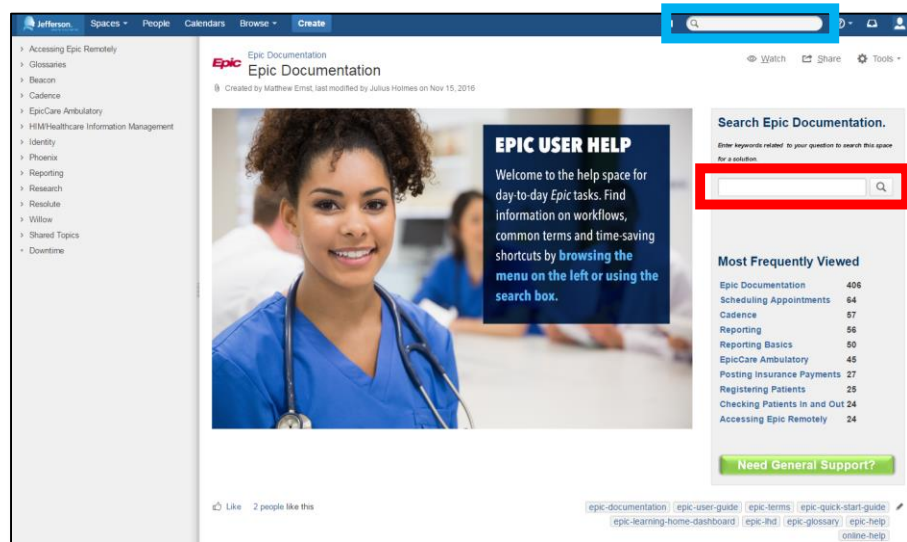 Jefferson. Spaces People Calendars Browse Create
Accessing Epic Remotely
Glossaries
Beacon
Cadence
EpicCare Ambulatory
HIM/Healthcare Information Management
Identity
Phoenix
Reporting
Research
Resolute
Willow
Shared Topics
Downtime
Epic
Epic Documentation
Epic Documentation
Created by Matthew Ernst, last modified by Julius Holmes on Nov 15, 2016
Watch Share Tools
EPIC USER HELP
Welcome to the help space for
day-to-day Epic tasks. Find
information on workflows,
common terms and time-saving
shortcuts by browsing the
menu on the left or using the
search box.
Search Epic Documentation.
Enter keywords related to your question to search this space
for a solution.
Most Frequently Viewed
Epic Documentation 406
Scheduling Appointments 64
Cadence 57
Reporting 56
Reporting Basics 50
EpicCare Ambulatory 45
Posting Insurance Payments 27
Registering Patients 25
Checking Patients In and Out 24
Accessing Epic Remotely 24
Need General Support?
Like 2 people like this
epic-documentation epic-user-guide epic-terms epic-quick-start-guide
epic-learning-home-dashboard epic-lhd epic-glossary epic-help
online-help